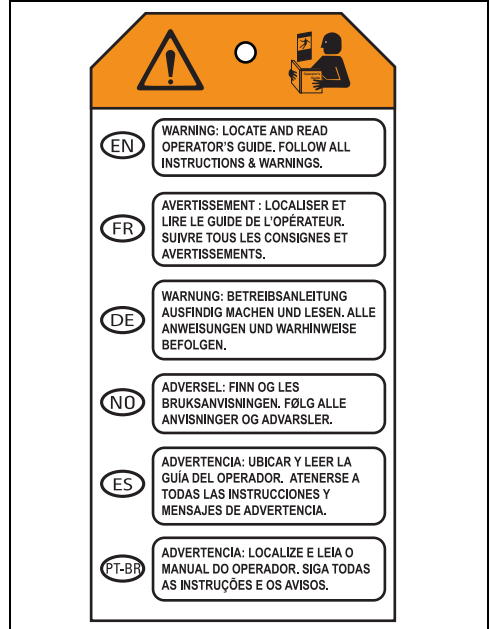 Operator's
Guide
EN
WARNING: LOCATE AND READ
OPERATOR'S GUIDE. FOLLOW ALL
INSTRUCTIONS & WARNINGS.
FR
AVERTISSEMENT : LOCALISER ET
LIRE LE GUIDE DE L'OPÉRATEUR.
SUIVRE TOUS LES CONSIGNES ET
AVERTISSEMENTS.
DE
WARNUNG: BETREIBSANLEITUNG
AUSFINDIG MACHEN UND LESEN. ALLE
ANWEISUNGEN UND WARHINWEISE
BEFOLGEN.
NO
ADVERSEL: FINN OG LES
BRUKSANVISNINGEN. FØLG ALLE
ANVISNINGER OG ADVARSLER.
ES
ADVERTENCIA: UBICAR Y LEER LA
GUÍA DEL OPERADOR. ATENERSE A
TODAS LAS INSTRUCCIONES Y
MENSAJES DE ADVERTENCIA.
PT-BR
ADVERTENCIA: LOCALIZE E LEIA O
MANUAL DO OPERADOR. SIGA TODAS
AS INSTRUÇÕES E OS AVISOS.